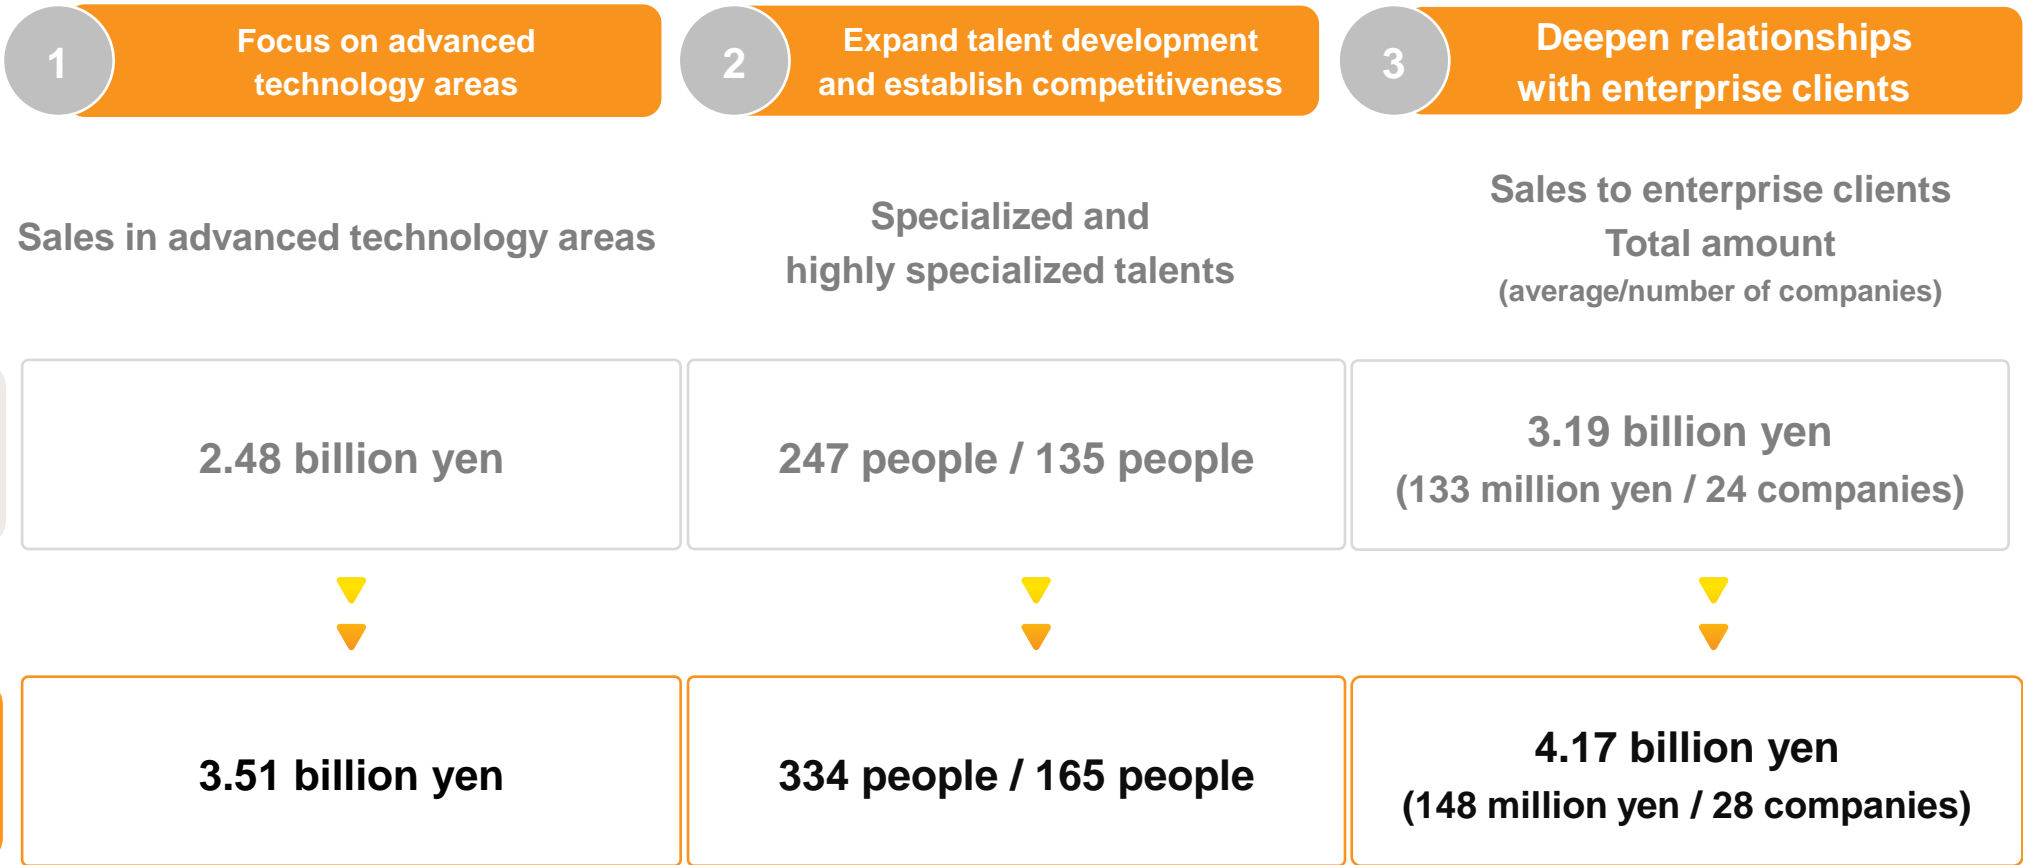 1
Focus on advanced
technology areas
2
Expand talent development
and establish competitiveness
3
Deepen relationships
with enterprise clients
Sales in advanced technology areas
Specialized and
highly specialized talents
Sales to enterprise clients
Total amount
(average/number of companies)
2.48 billion yen
247 people / 135 people
3.19 billion yen
(133 million yen / 24 companies)
3.51 billion yen
334 people / 165 people
4.17 billion yen
(148 million yen / 28 companies)